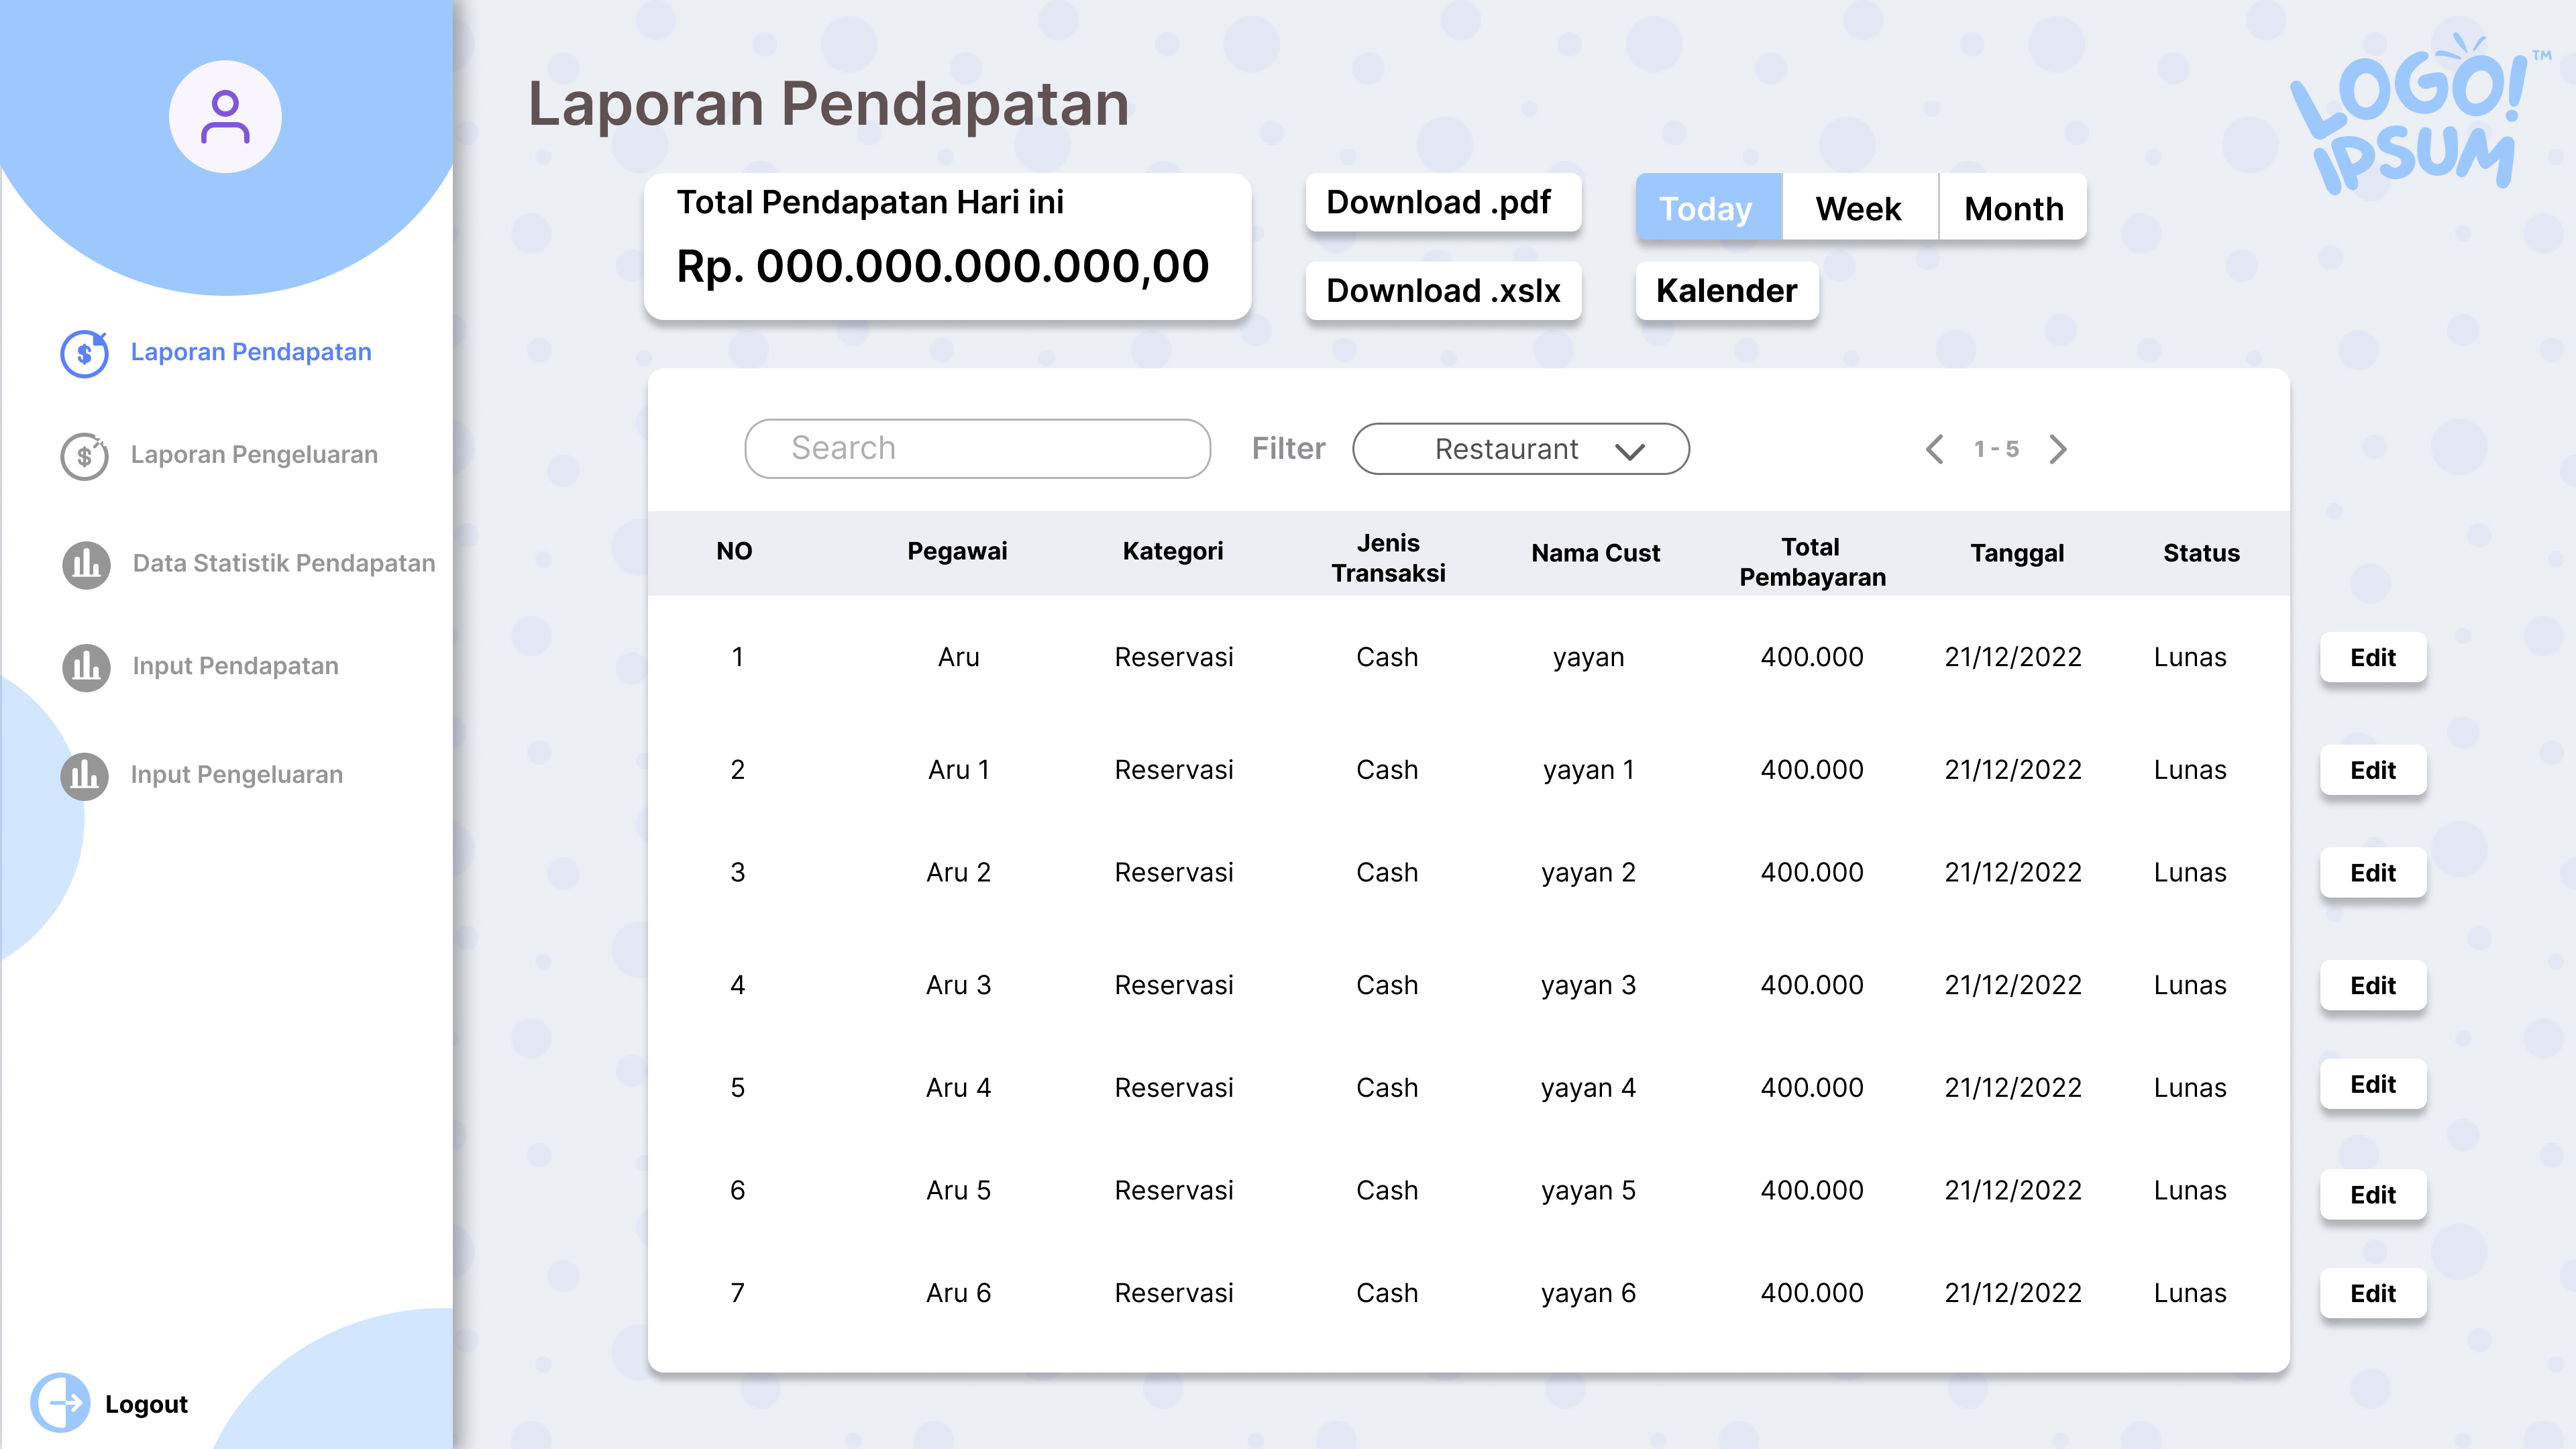 Laporan Pendapatan
LOGO! ™
IPSUM
Total Pendapatan Hari ini
Rp. 000.000.000.000,00
Download .pdf
Download .xslx
Today Week Month
Kalender
Laporan Pendapatan
Laporan Pengeluaran
Data Statistik Pendapatan
Input Pendapatan
Input Pengeluaran
Logout
Search Filter Restaurant 1 - 5
NO Pegawai Kategori Jenis Transaksi Nama Cust Total Pembayaran Tanggal Status
1 Aru Reservasi Cash yayan 400.000 21/12/2022 Lunas Edit
2 Aru 1 Reservasi Cash yayan 1 400.000 21/12/2022 Lunas Edit
3 Aru 2 Reservasi Cash yayan 2 400.000 21/12/2022 Lunas Edit
4 Aru 3 Reservasi Cash yayan 3 400.000 21/12/2022 Lunas Edit
5 Aru 4 Reservasi Cash yayan 4 400.000 21/12/2022 Lunas Edit
6 Aru 5 Reservasi Cash yayan 5 400.000 21/12/2022 Lunas Edit
7 Aru 6 Reservasi Cash yayan 6 400.000 21/12/2022 Lunas Edit